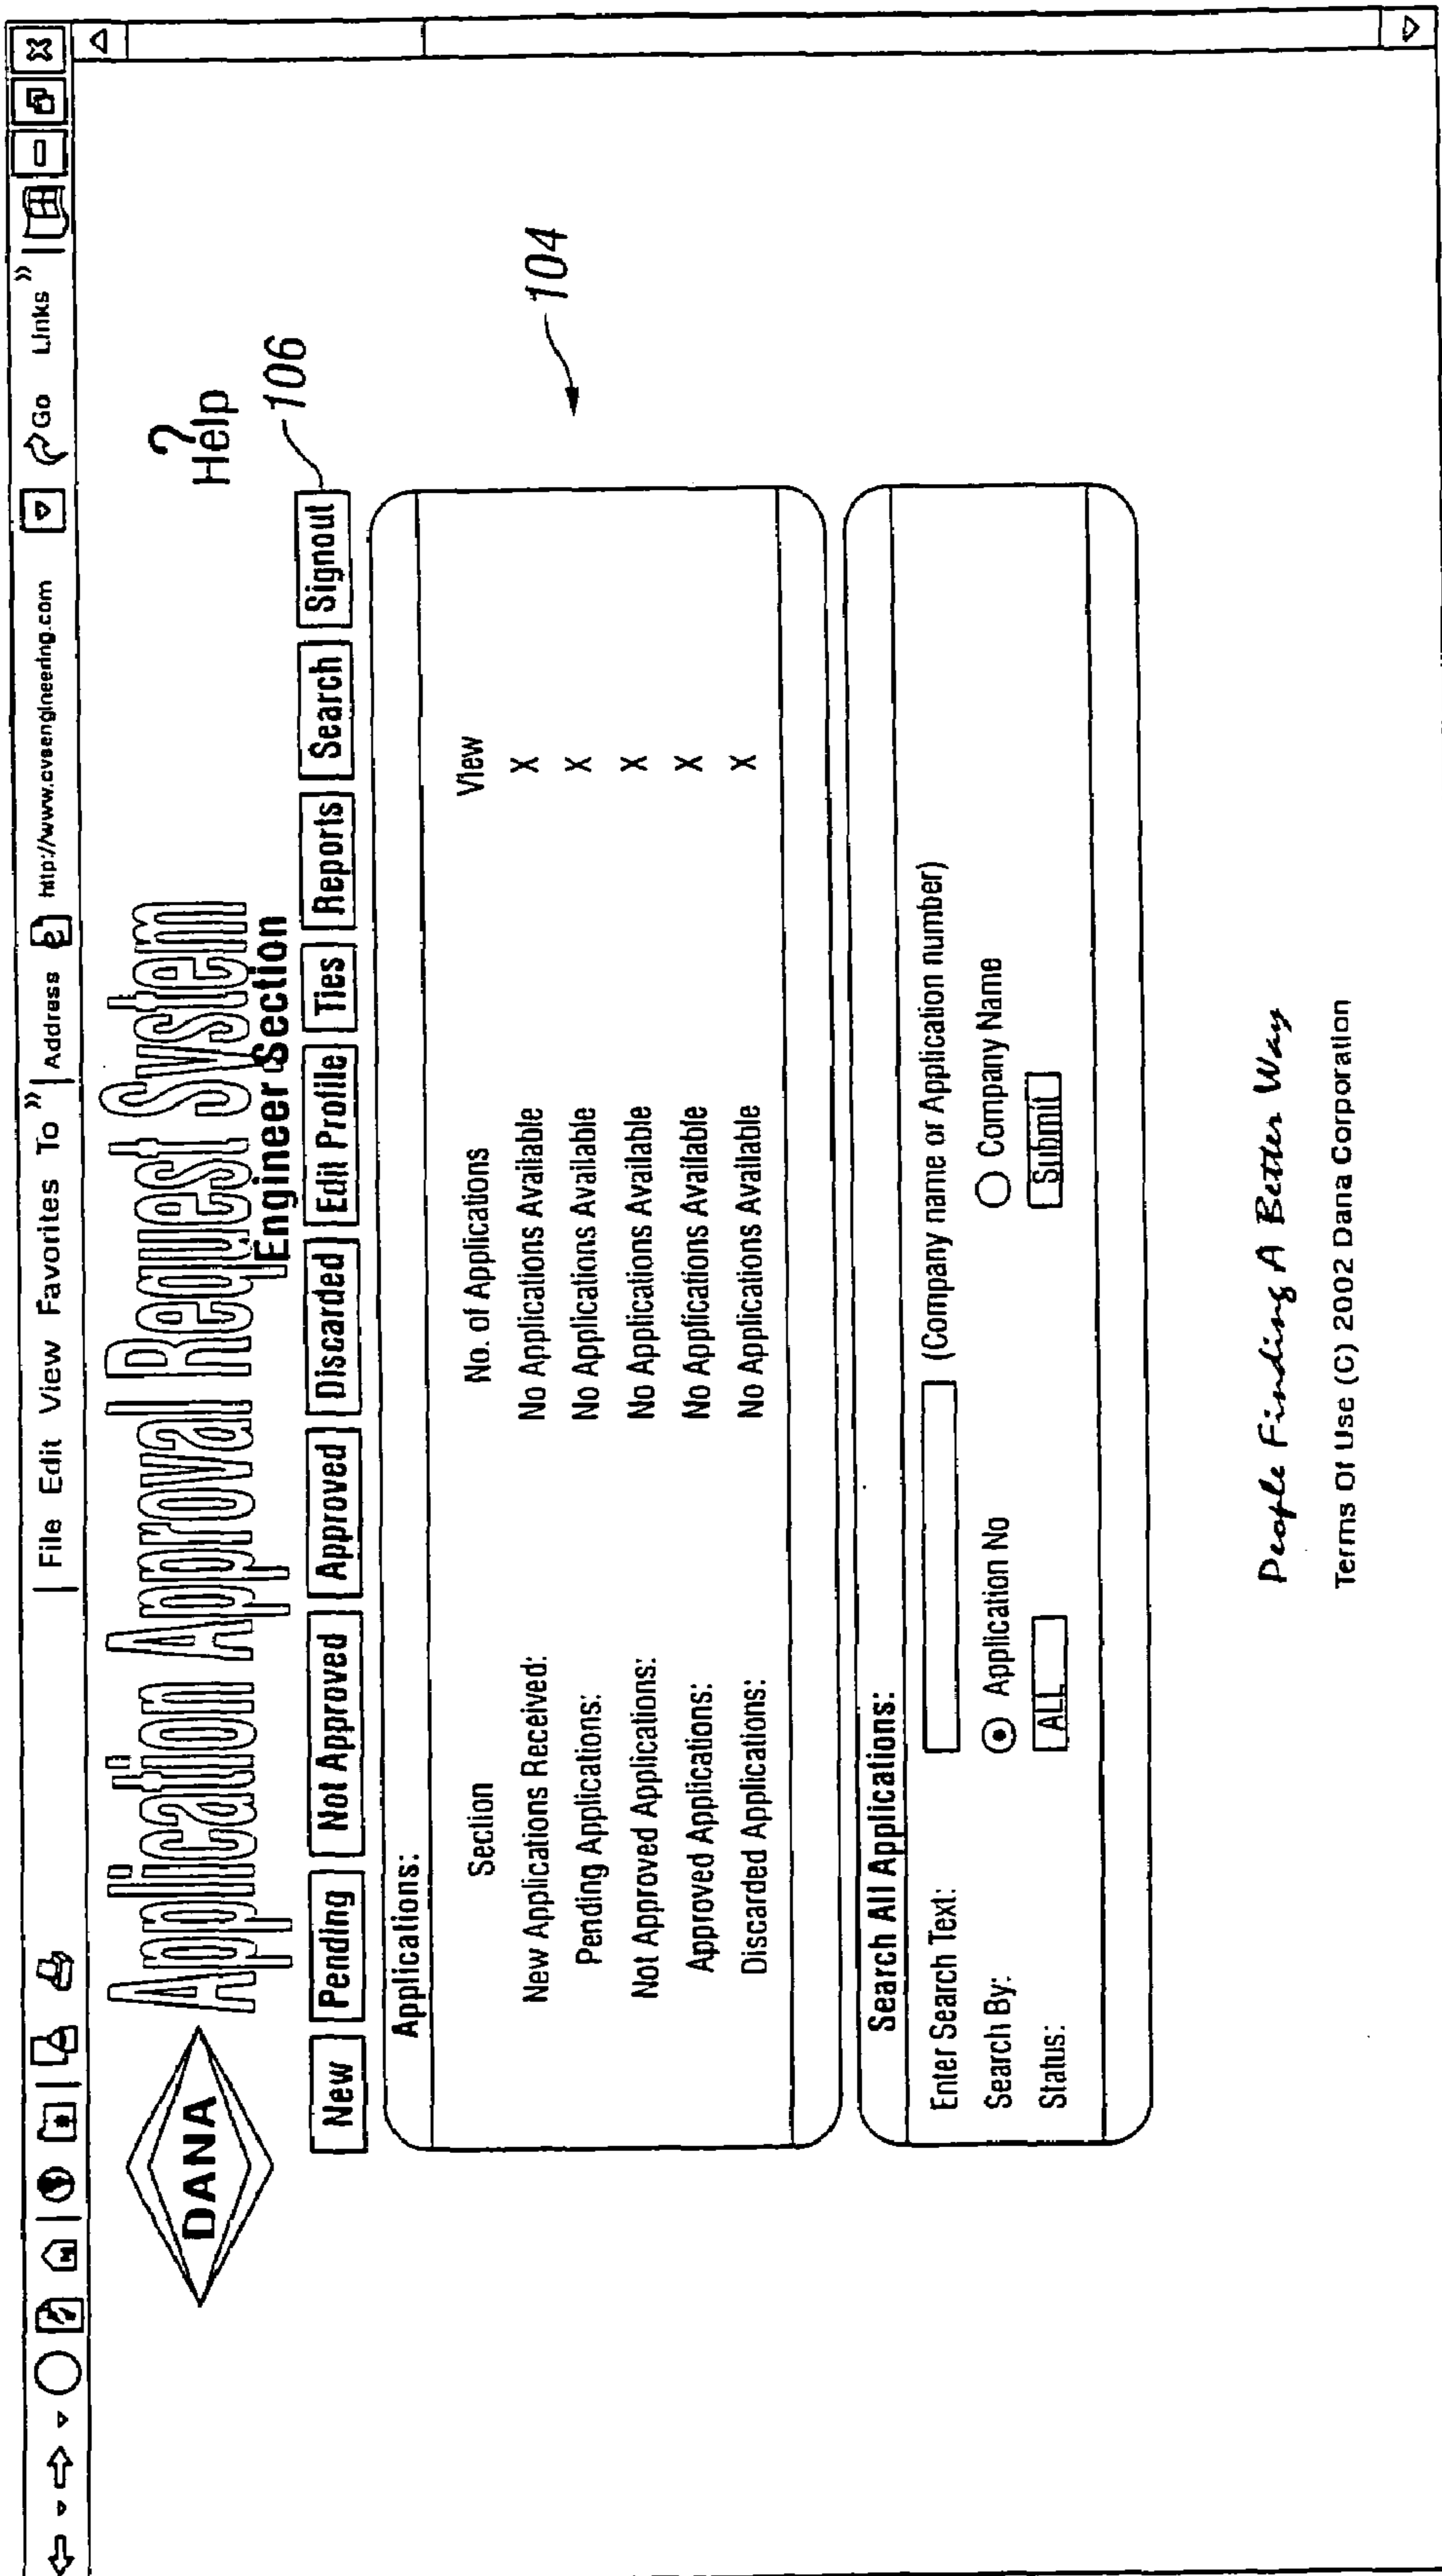 File Edit View Favorites To » Address http://www.cvsengineering.com Go Links »
DANA
Application Approval Request System
? Help
Engineer Section
106
New Pending Not Approved Approved Discarded Edit Profile Ties Reports Search Signout
Applications:
104
Section No. of Applications View
New Applications Received: No Applications Available X
Pending Applications: No Applications Available X
Not Approved Applications: No Applications Available X
Approved Applications: No Applications Available X
Discarded Applications: No Applications Available X
Search All Applications:
Enter Search Text: (Company name or Application number)
Search By: Application No Company Name
Status: ALL Submit
People Finding A Better Way
Terms Of Use (C) 2002 Dana Corporation